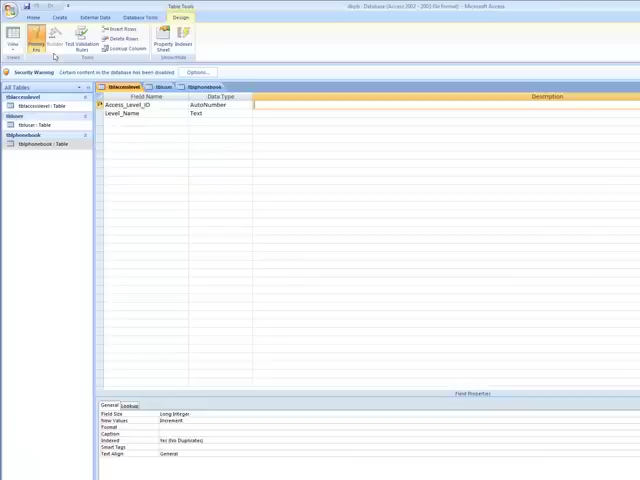 Table Tools
dbpb : Database (Access 2002 - 2003 file format) - Microsoft Access
Home Create External Data Database Tools Design
View
Primary Key
Builder
Test Validation Rules
Insert Rows
Delete Rows
Lookup Column
Property Sheet
Indexes
Views Tools Show/Hide
Security Warning Certain content in the database has been disabled Options...
All Tables
tblaccesslevel
tblaccesslevel : Table
tbluser
tbluser : Table
tblphonebook
tblphonebook : Table
tblaccesslevel tbluser tblphonebook
Field Name Data Type Description
Access_Level_ID AutoNumber
Level_Name Text
Field Properties
General Lookup
Field Size Long Integer
New Values Increment
Format
Caption
Indexed Yes (No Duplicates)
Smart Tags
Text Align General